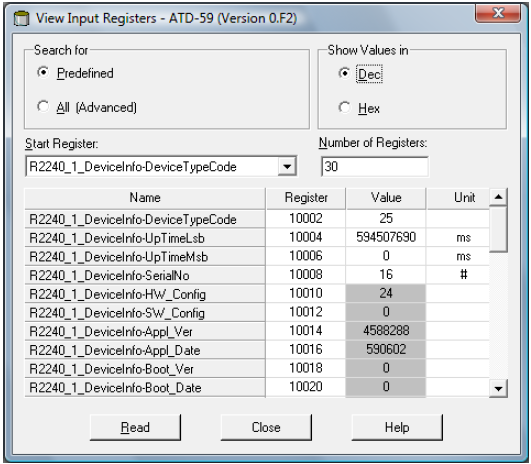 View Input Registers - ATD-59 (Version 0.F2)
Search for
Predefined
All (Advanced)
Show Values in
Dec
Hex
Start Register:
R2240_1_DeviceInfo-DeviceTypeCode
Number of Registers:
30
Name Register Value Unit
R2240_1_DeviceInfo-DeviceTypeCode 10002 25
R2240_1_DeviceInfo-UpTimeLsb 10004 594507690 ms
R2240_1_DeviceInfo-UpTimeMsb 10006 0 ms
R2240_1_DeviceInfo-SerialNo 10008 16 #
R2240_1_DeviceInfo-HW_Config 10010 24
R2240_1_DeviceInfo-SW_Config 10012 0
R2240_1_DeviceInfo-Appl_Ver 10014 4588288
R2240_1_DeviceInfo-Appl_Date 10016 590602
R2240_1_DeviceInfo-Boot_Ver 10018 0
R2240_1_DeviceInfo-Boot_Date 10020 0
Read Close Help